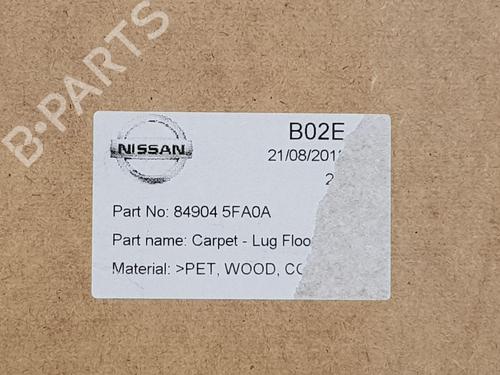 B·PARTS
NISSAN
B02E
21/08/201
2
Part No: 84904 5FA0A
Part name: Carpet - Lug Floo
Material: >PET, WOOD, CO